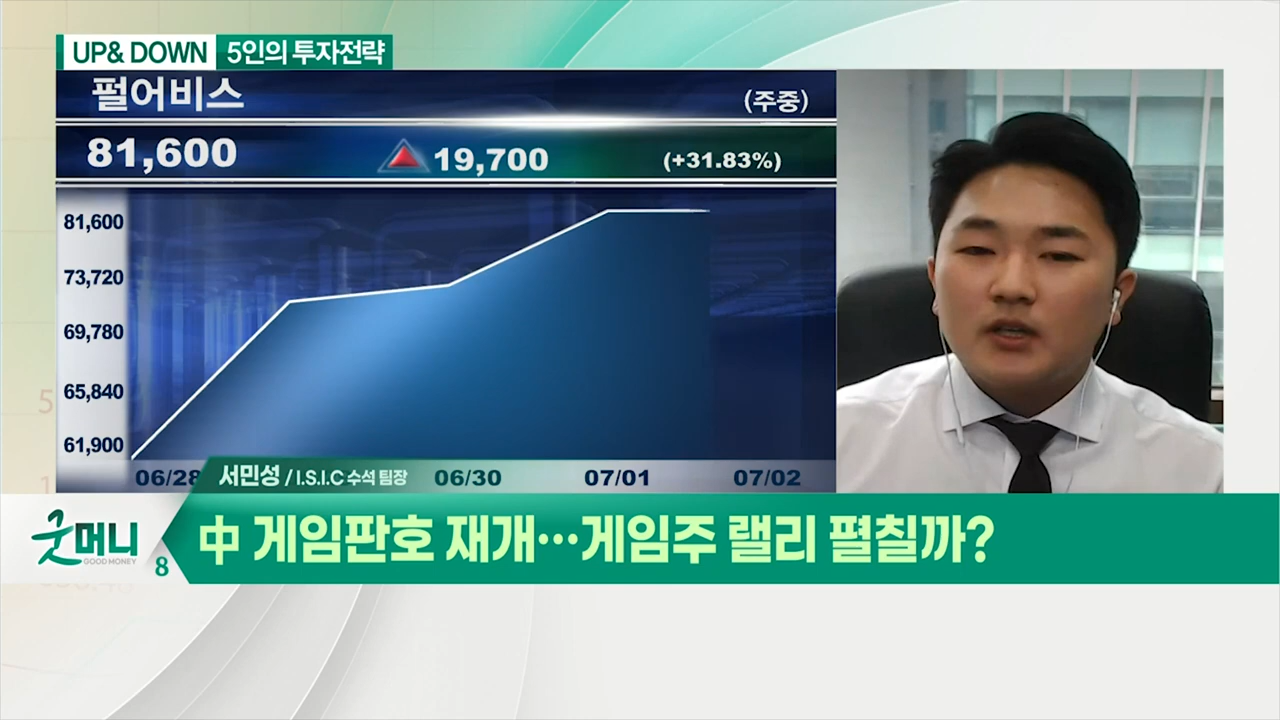 UP& DOWN 5인의 투자전략
펄어비스 (주중)
81,600 ▲ 19,700 (+31.83%)
81,600
73,720
69,780
65,840
61,900
06/28 06/30 07/01 07/02
서민성 / I.S.I.C 수석 팀장
굿머니
GOOD MONEY
8
中 게임판호 재개…게임주 랠리 펼칠까?